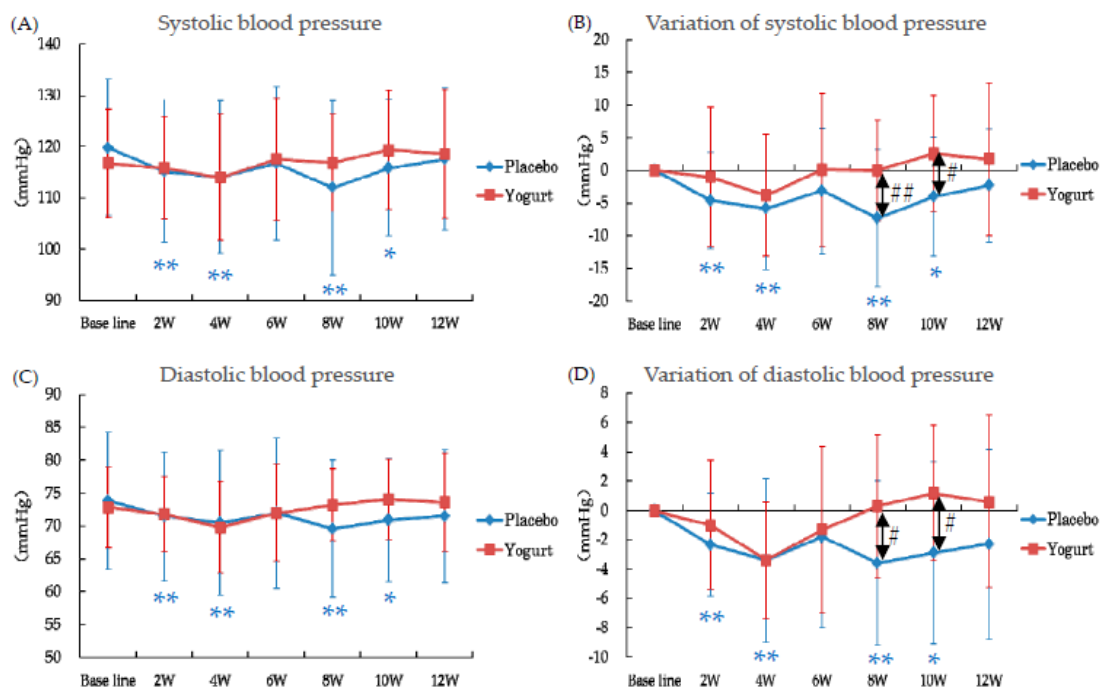 (A) Systolic blood pressure
(mmHg)
140
130
120
110
100
90
** ** ** *
Base line 2W 4W 6W 8W 10W 12W
Placebo
Yogurt
(B) Variation of systolic blood pressure
(mmHg)
20
15
10
5
0
-5
-10
-15
-20
## #
** ** ** *
Base line 2W 4W 6W 8W 10W 12W
Placebo
Yogurt
(C) Diastolic blood pressure
(mmHg)
90
85
80
75
70
65
60
55
50
** ** ** *
Base line 2W 4W 6W 8W 10W 12W
Placebo
Yogurt
(D) Variation of diastolic blood pressure
(mmHg)
8
6
4
2
0
-2
-4
-6
-8
-10
# #
** ** ** *
Base line 2W 4W 6W 8W 10W 12W
Placebo
Yogurt